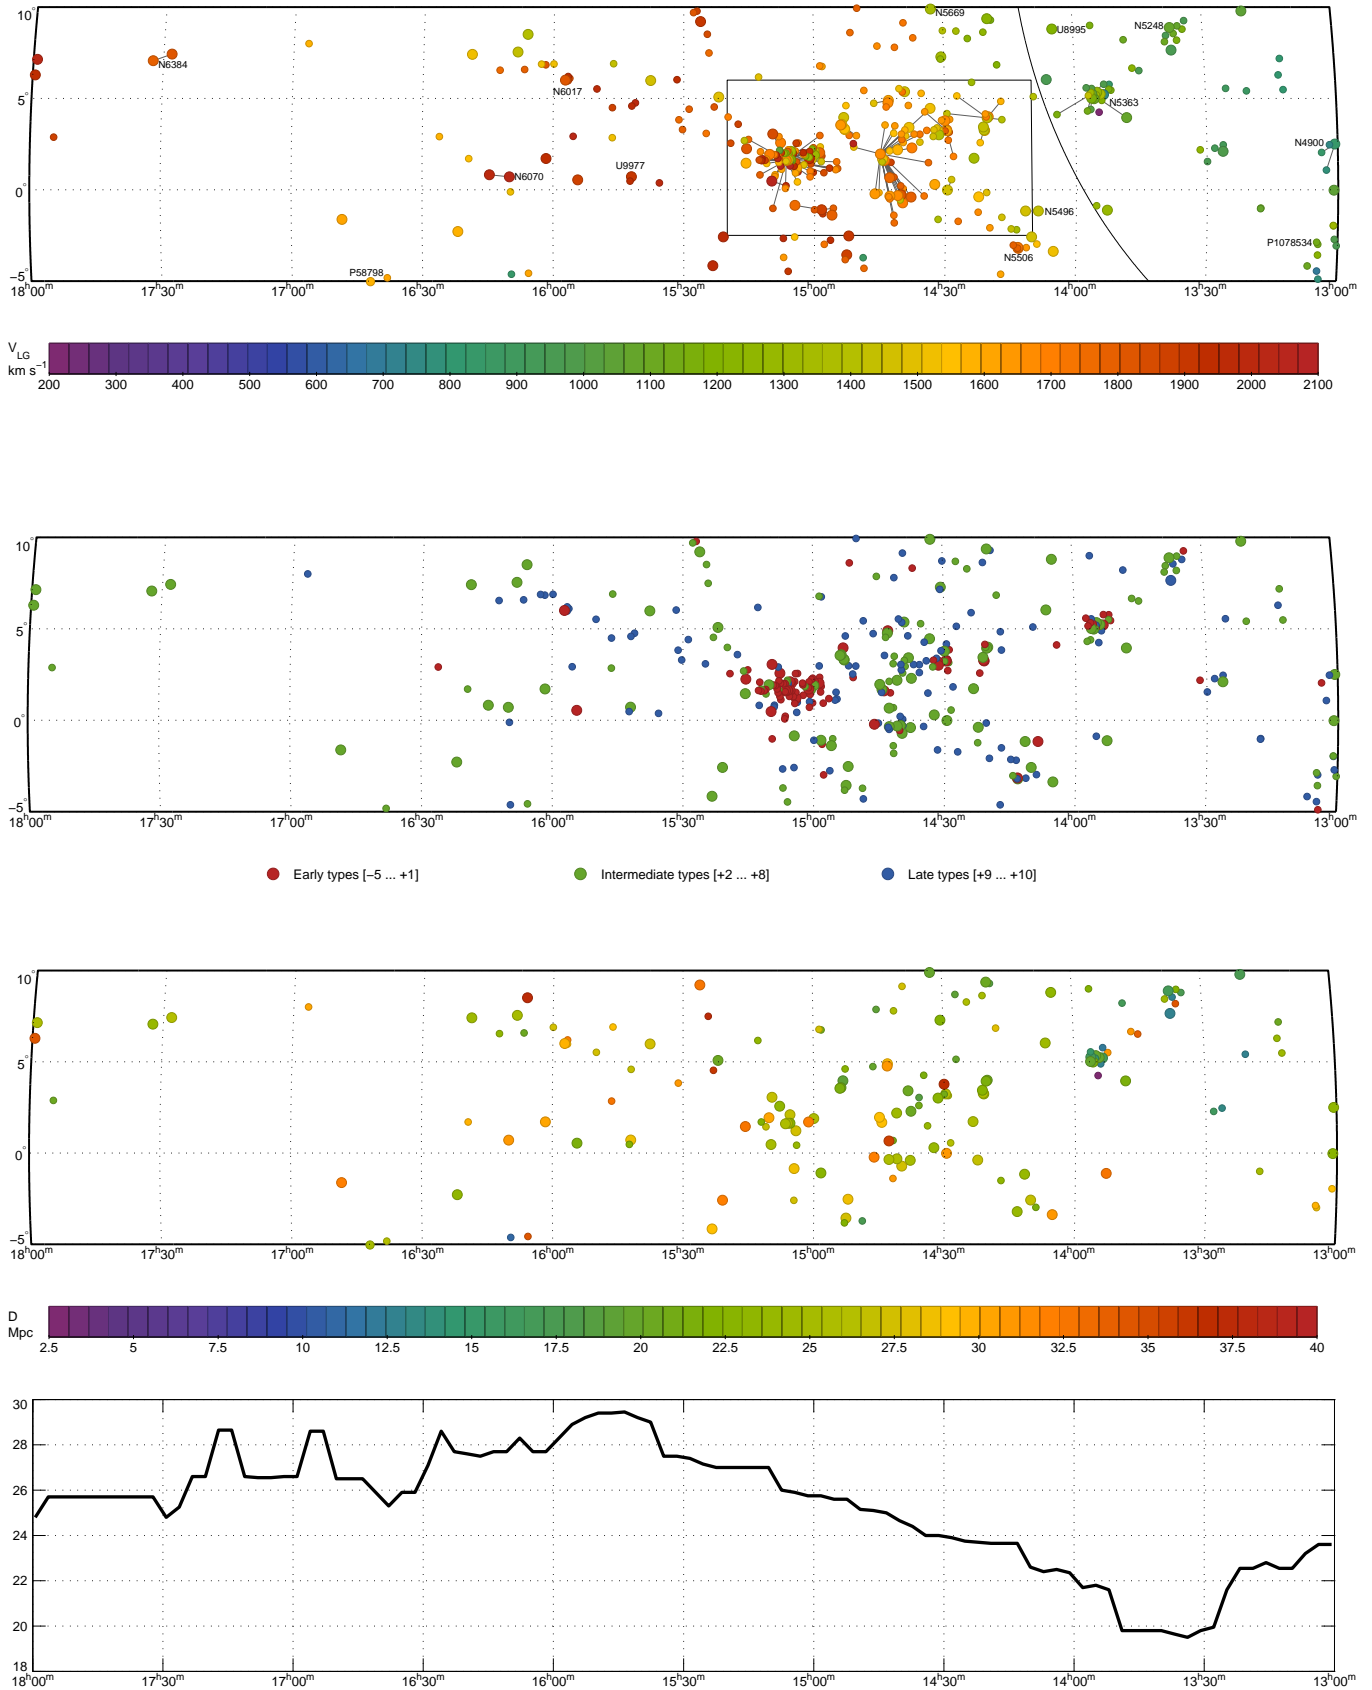 10°
5°
0°
−5°
N5669
U8995
N5248
N6384
N6017
N5363
N4900
U9977
N6070
N5496
P1078534
N5506
P58798
18h00m 17h30m 17h00m 16h30m 16h00m 15h30m 15h00m 14h30m 14h00m 13h30m 13h00m
V LG
km s−1
200 300 400 500 600 700 800 900 1000 1100 1200 1300 1400 1500 1600 1700 1800 1900 2000 2100
10°
5°
0°
−5°
18h00m 17h30m 17h00m 16h30m 16h00m 15h30m 15h00m 14h30m 14h00m 13h30m 13h00m
Early types [−5 ... +1] Intermediate types [+2 ... +8] Late types [+9 ... +10]
10°
5°
0°
−5°
18h00m 17h30m 17h00m 16h30m 16h00m 15h30m 15h00m 14h30m 14h00m 13h30m 13h00m
D
Mpc
2.5 5 7.5 10 12.5 15 17.5 20 22.5 25 27.5 30 32.5 35 37.5 40
30
28
26
24
22
20
18
18h00m 17h30m 17h00m 16h30m 16h00m 15h30m 15h00m 14h30m 14h00m 13h30m 13h00m